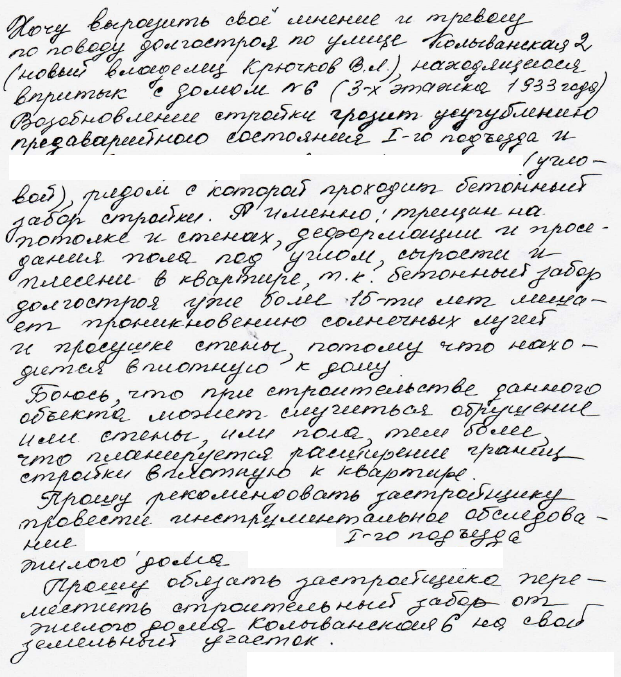 Хочу выразить своё мнение и тревогу
по поводу долгостроя по улице Колыванская 2
(новый владелец Крючков В.А.), находящегося
впритык с домом №6 (3-х этажка 1933 года)
Возобновление стройки грозит усугублению
предаварийного состояния I-го подъезда и
(угло-
вой), рядом с которой проходит бетонный
забор стройки. А именно: трещин на
потолке и стенах, деформации и просе-
дания пола под углом, сырости и
плесени в квартире, т.к. бетонный забор
долгостроя уже более 15-ти лет меша-
ет проникновению солнечных лучей
и просушке стены, потому что нахо-
дится вплотную к дому.
Боюсь, что при строительстве данного
объекта может случиться обрушение
или стены, или пола, тем более,
что планируется расширение границ
стройки вплотную к квартире.
Прошу рекомендовать застройщику
провести инструментальное обследова-
ние I-го подъезда
жилого дома
Прошу обязать застройщика пере-
местить строительный забор от
жилого дома Колыванская 6 на свой
земельный участок.